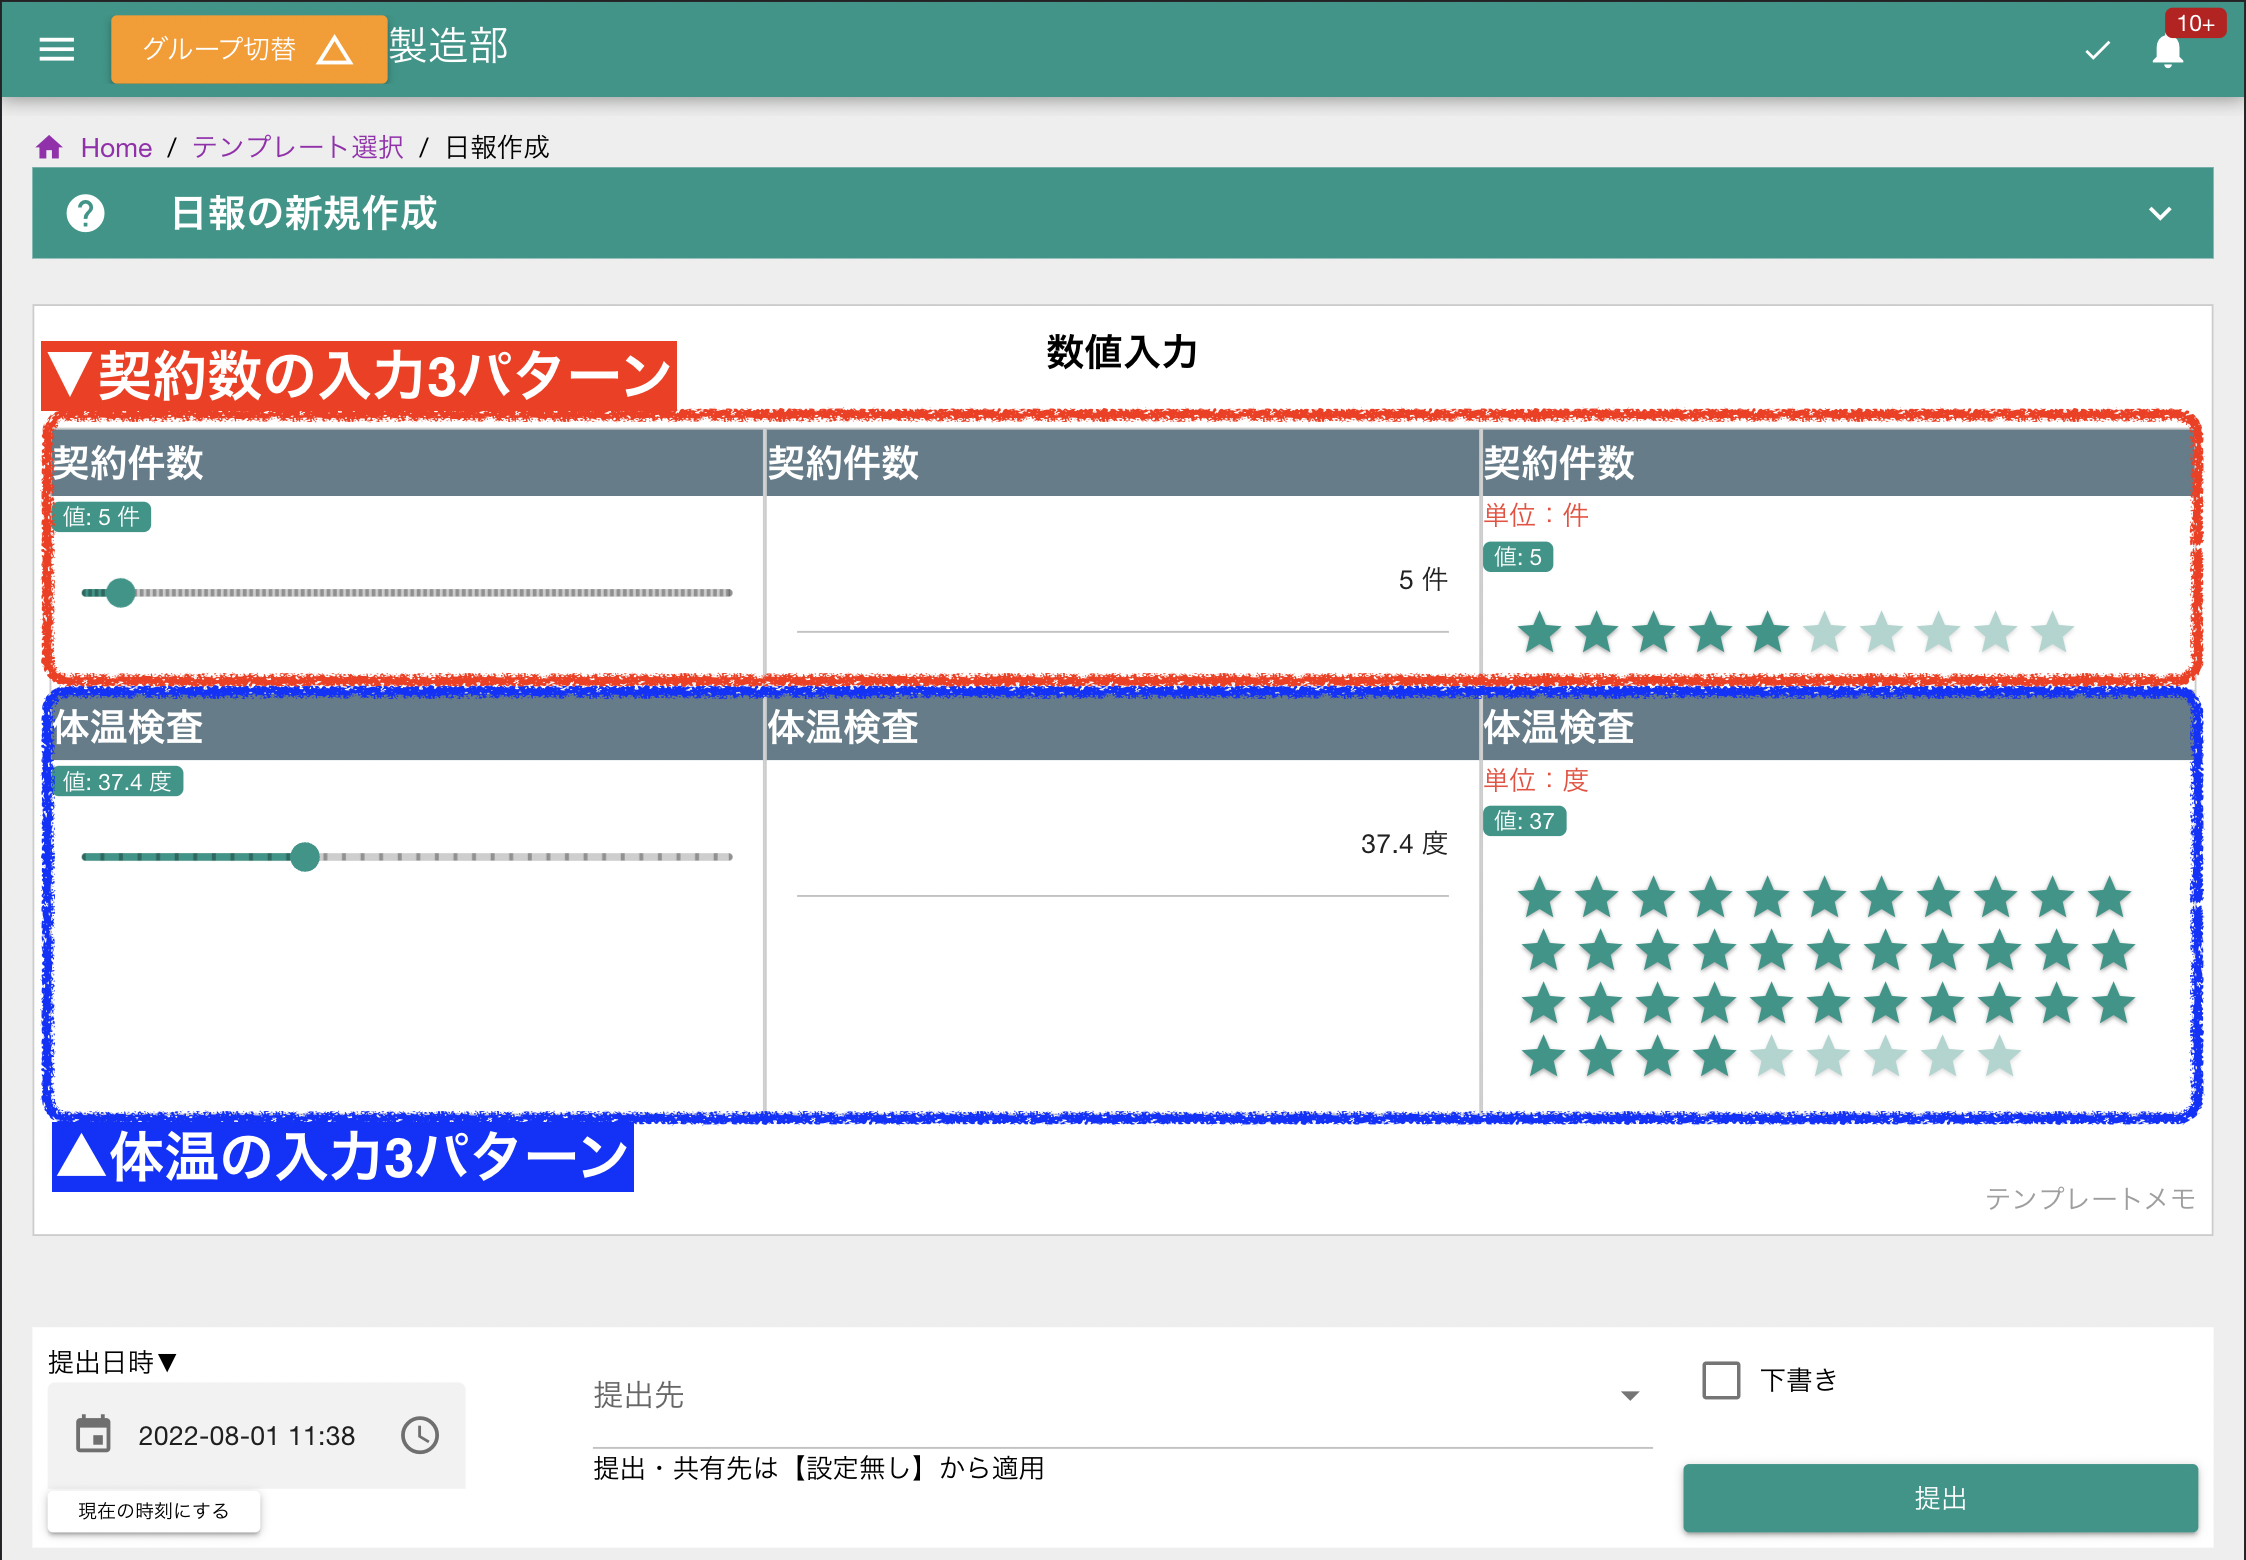 グループ切替 製造部 10+
Home / テンプレート選択 / 日報作成
日報の新規作成
数値入力
▼契約数の入力3パターン
契約件数 契約件数 契約件数
値: 5 件
5 件
単位：件
値: 5
体温検査 体温検査 体温検査
値: 37.4 度
37.4 度
単位：度
値: 37
▲体温の入力3パターン
テンプレートメモ
提出日時▼
2022-08-01 11:38
現在の時刻にする
提出先
提出・共有先は【設定無し】から適用
下書き
提出